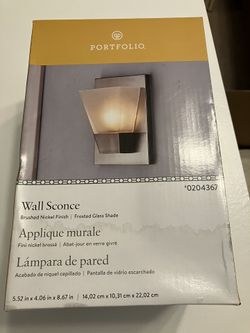 PORTFOLIO
*0204367
Wall Sconce
Brushed Nickel Finish | Frosted Glass Shade
Applique murale
Fini nickel brossé | Abat-jour en verre givré
Lámpara de pared
Acabado de níquel cepillado | Pantalla de vidrio escarchado
5.52 in x 4.06 in x 8.67 in | 14,02 cm x 10,31 cm x 22,02 cm